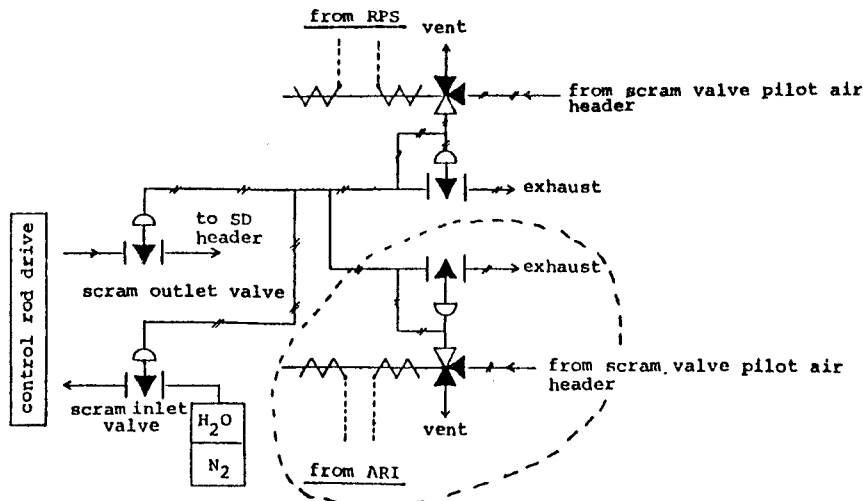 from RPS
vent
from scram valve pilot air
header
exhaust
to SD
header
scram outlet valve
exhaust
control rod drive
scram inlet
valve
H₂O
N₂
from scram valve pilot air
header
vent
from ARI